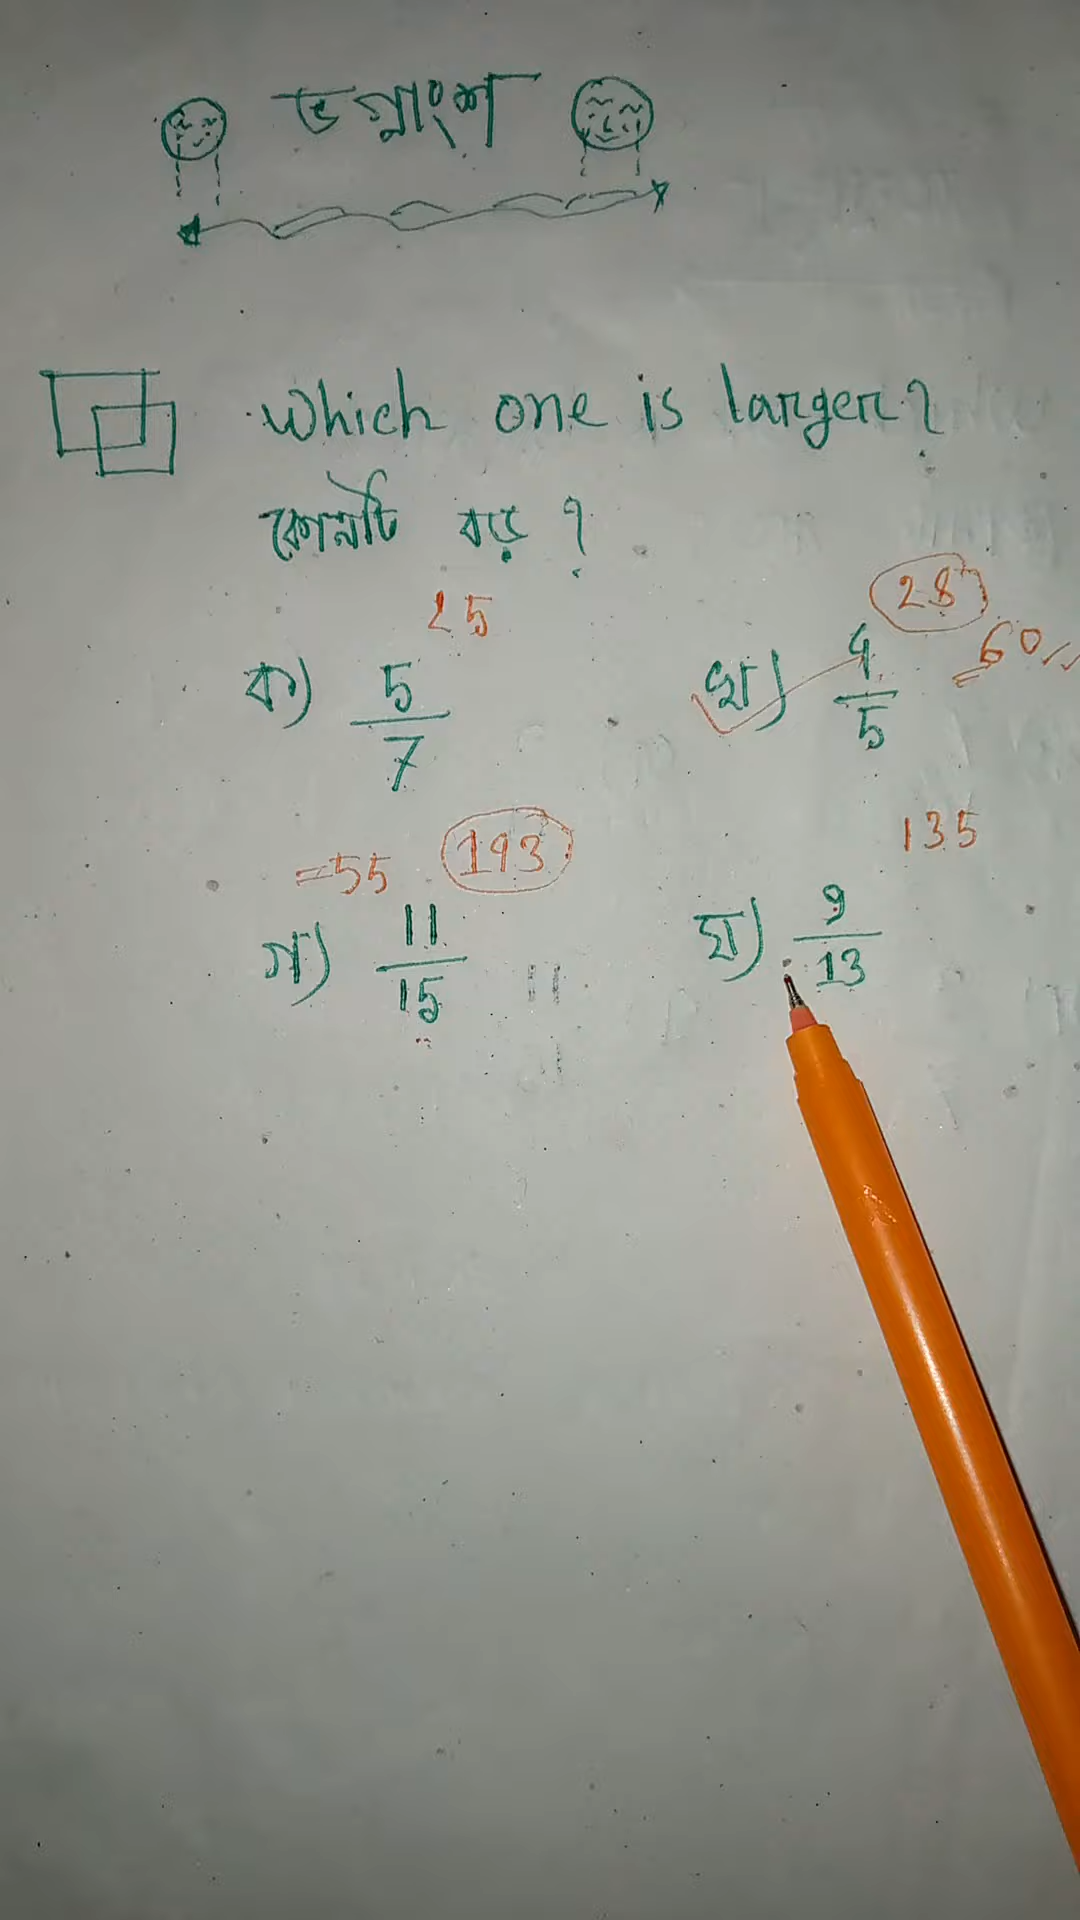 ভগ্নাংশ
Which one is larger?
কোনটি বড় ?
25 28
ক) 5/7 খ) 4/5 60
=55 143 135
গ) 11/15 ঘ) 9/13